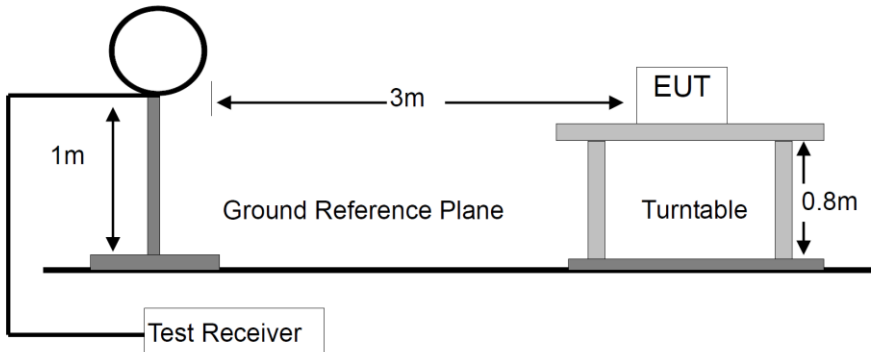 EUT
3m
1m
0.8m
Ground Reference Plane
Turntable
Test Receiver